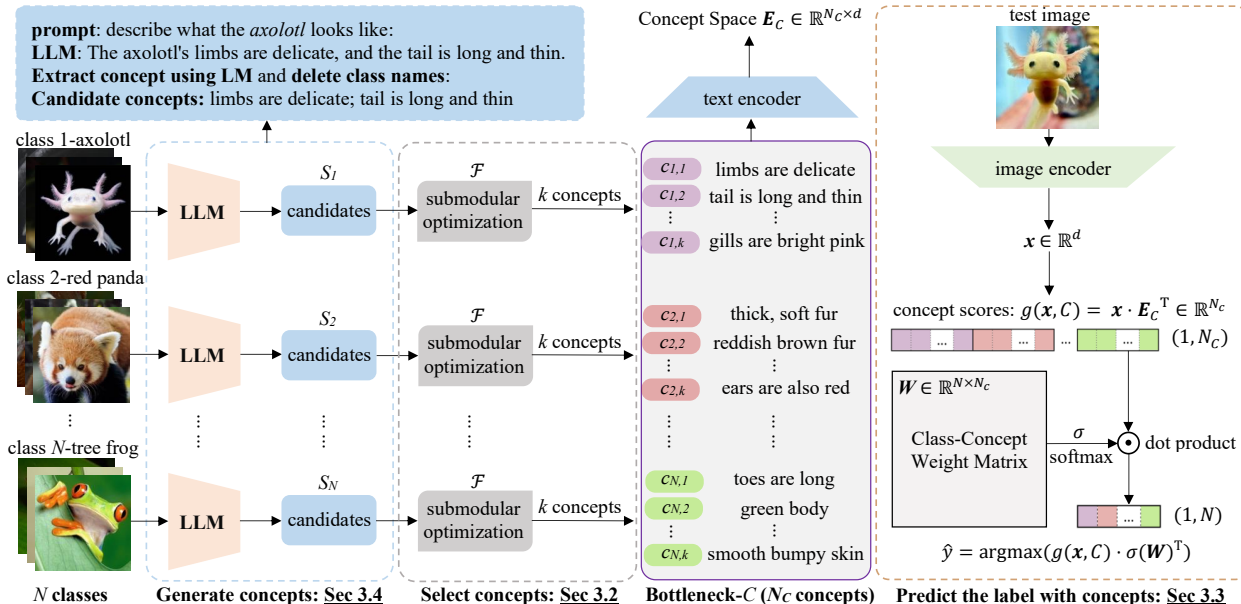 prompt: describe what the axolotl looks like:
LLM: The axolotl's limbs are delicate, and the tail is long and thin.
Extract concept using LM and delete class names:
Candidate concepts: limbs are delicate; tail is long and thin
Concept Space E_C ∈ ℝ^{N_C×d}
text encoder
test image
image encoder
x ∈ ℝ^d
concept scores: g(x, C) = x · E_C^T ∈ ℝ^{N_c}
... ... ... ...
(1, N_C)
W ∈ ℝ^{N×N_C}
Class-Concept
Weight Matrix
σ
softmax
dot product
...
(1, N)
ŷ = argmax(g(x, C) · σ(W)^T)
class 1-axolotl
LLM
S_1
candidates
ℱ
submodular
optimization
k concepts
c_{1,1} limbs are delicate
c_{1,2} tail is long and thin
⋮ ⋮
c_{1,k} gills are bright pink
class 2-red panda
LLM
S_2
candidates
ℱ
submodular
optimization
k concepts
c_{2,1} thick, soft fur
c_{2,2} reddish brown fur
⋮ ⋮
c_{2,k} ears are also red
⋮ ⋮ ⋮ ⋮ ⋮ ⋮
class N-tree frog
LLM
S_N
candidates
ℱ
submodular
optimization
k concepts
c_{N,1} toes are long
c_{N,2} green body
⋮ ⋮
c_{N,k} smooth bumpy skin
N classes
Generate concepts: Sec 3.4
Select concepts: Sec 3.2
Bottleneck-C (N_C concepts)
Predict the label with concepts: Sec 3.3